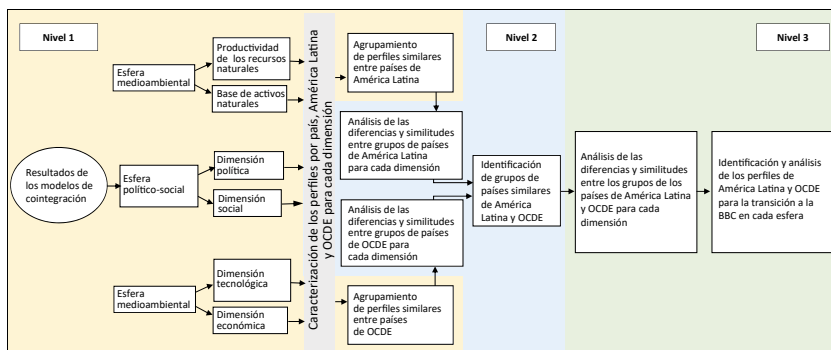 Nivel 1
Nivel 2
Nivel 3
Resultados de
los modelos de
cointegración
Esfera
medioambiental
Productividad
de los recursos
naturales
Base de activos
naturales
Esfera
político-social
Dimensión
política
Dimensión
social
Esfera
medioambiental
Dimensión
tecnológica
Dimensión
económica
Caracterización de los perfiles por país, América Latina
y OCDE para cada dimensión
Agrupamiento
de perfiles similares
entre países de
América Latina
Análisis de las
diferencias y similitudes
entre grupos de países
de América Latina
para cada dimensión
Análisis de las
diferencias y similitudes
entre grupos de países
de OCDE para
cada dimensión
Agrupamiento
de perfiles similares
entre países
de OCDE
Identificación
de grupos de
países similares
de América
Latina y OCDE
Análisis de las
diferencias y similitudes
entre los grupos de los
países de América Latina
y OCDE para cada
dimensión
Identificación y análisis
de los perfiles de
América Latina y OCDE
para la transición a la
BBC en cada esfera